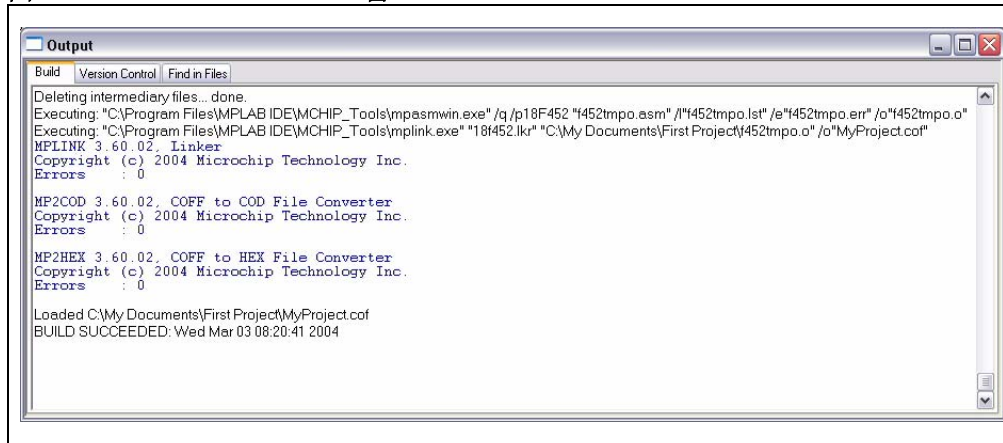 Output
Build Version Control Find in Files
Deleting intermediary files... done.
Executing: "C:\Program Files\MPLAB IDE\MCHIP_Tools\mpasmwin.exe" /q /p18F452 "f452tmpo.asm" /l"f452tmpo.lst" /e"f452tmpo.err" /o"f452tmpo.o"
Executing: "C:\Program Files\MPLAB IDE\MCHIP_Tools\mplink.exe" "18f452.lkr" "C:\My Documents\First Project\f452tmpo.o" /o"MyProject.cof"
MPLINK 3.60.02, Linker
Copyright (c) 2004 Microchip Technology Inc.
Errors : 0
MP2COD 3.60.02, COFF to COD File Converter
Copyright (c) 2004 Microchip Technology Inc.
Errors : 0
MP2HEX 3.60.02, COFF to HEX File Converter
Copyright (c) 2004 Microchip Technology Inc.
Errors : 0
Loaded C:\My Documents\First Project\MyProject.cof
BUILD SUCCEEDED: Wed Mar 03 08:20:41 2004